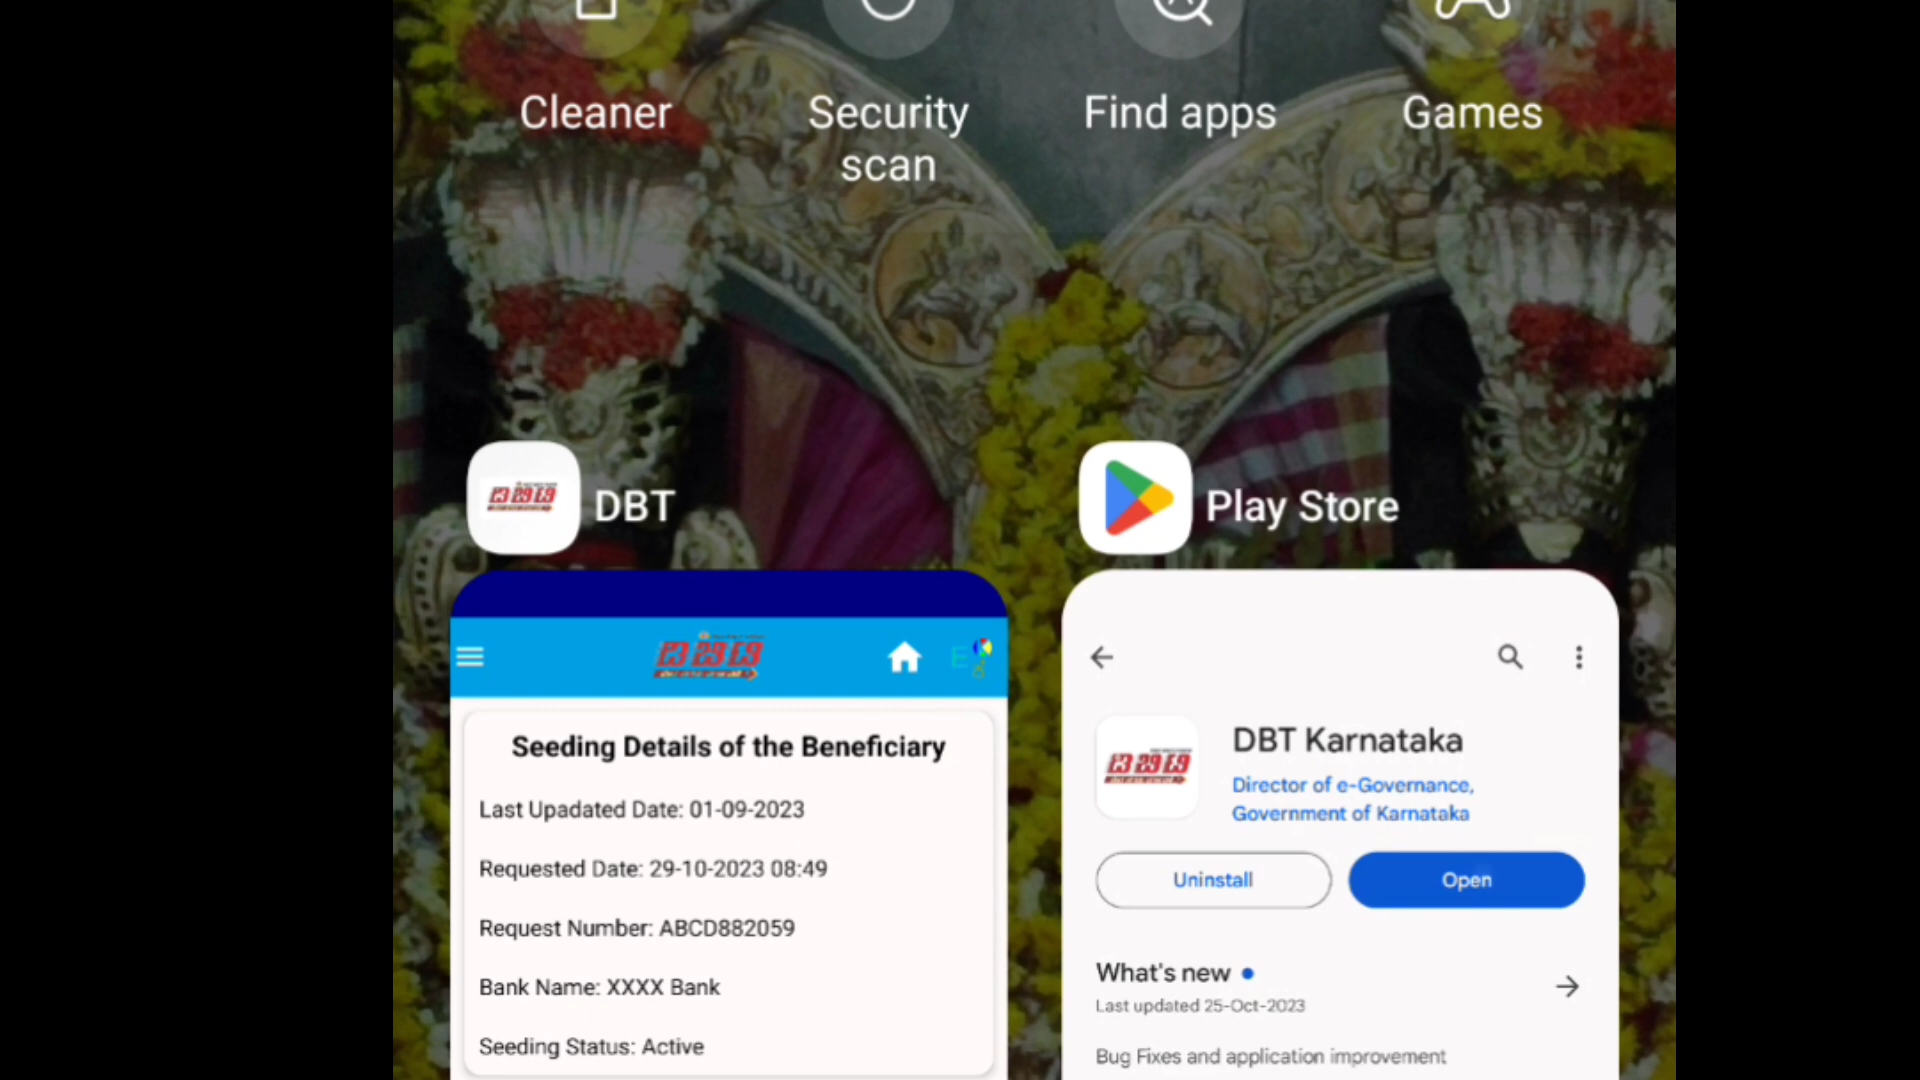 Cleaner
Security
scan
Find apps
Games
DBT
Play Store
Seeding Details of the Beneficiary
Last Upadated Date: 01-09-2023
Requested Date: 29-10-2023 08:49
Request Number: ABCD882059
Bank Name: XXXX Bank
Seeding Status: Active
DBT Karnataka
Director of e-Governance,
Government of Karnataka
Uninstall
Open
What's new
Last updated 25-Oct-2023
Bug Fixes and application improvement